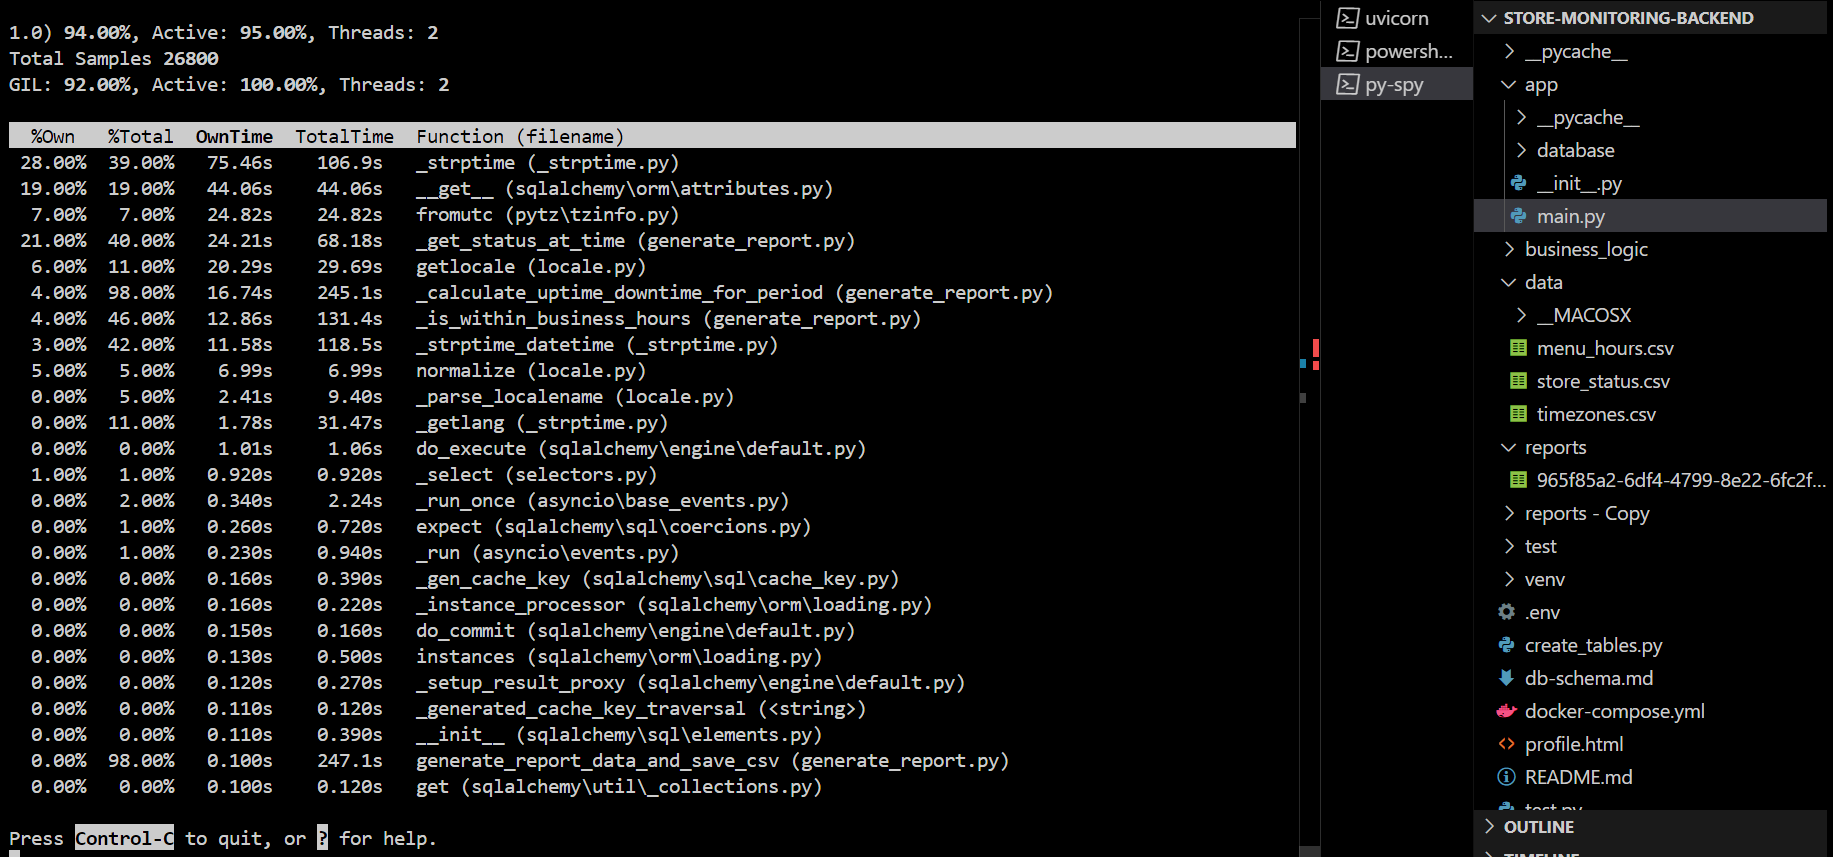 1.0) 94.00%, Active: 95.00%, Threads: 2
Total Samples 26800
GIL: 92.00%, Active: 100.00%, Threads: 2
%Own %Total OwnTime TotalTime Function (filename)
28.00% 39.00% 75.46s 106.9s _strptime (_strptime.py)
19.00% 19.00% 44.06s 44.06s __get__ (sqlalchemy\orm\attributes.py)
7.00% 7.00% 24.82s 24.82s fromutc (pytz\tzinfo.py)
21.00% 40.00% 24.21s 68.18s _get_status_at_time (generate_report.py)
6.00% 11.00% 20.29s 29.69s getlocale (locale.py)
4.00% 98.00% 16.74s 245.1s _calculate_uptime_downtime_for_period (generate_report.py)
4.00% 46.00% 12.86s 131.4s _is_within_business_hours (generate_report.py)
3.00% 42.00% 11.58s 118.5s _strptime_datetime (_strptime.py)
5.00% 5.00% 6.99s 6.99s normalize (locale.py)
0.00% 5.00% 2.41s 9.40s _parse_localename (locale.py)
0.00% 11.00% 1.78s 31.47s _getlang (_strptime.py)
0.00% 0.00% 1.01s 1.06s do_execute (sqlalchemy\engine\default.py)
1.00% 1.00% 0.920s 0.920s _select (selectors.py)
0.00% 2.00% 0.340s 2.24s _run_once (asyncio\base_events.py)
0.00% 1.00% 0.260s 0.720s expect (sqlalchemy\sql\coercions.py)
0.00% 1.00% 0.230s 0.940s _run (asyncio\events.py)
0.00% 0.00% 0.160s 0.390s _gen_cache_key (sqlalchemy\sql\cache_key.py)
0.00% 0.00% 0.160s 0.220s _instance_processor (sqlalchemy\orm\loading.py)
0.00% 0.00% 0.150s 0.160s do_commit (sqlalchemy\engine\default.py)
0.00% 0.00% 0.130s 0.500s instances (sqlalchemy\orm\loading.py)
0.00% 0.00% 0.120s 0.270s _setup_result_proxy (sqlalchemy\engine\default.py)
0.00% 0.00% 0.110s 0.120s _generated_cache_key_traversal (<string>)
0.00% 0.00% 0.110s 0.390s __init__ (sqlalchemy\sql\elements.py)
0.00% 98.00% 0.100s 247.1s generate_report_data_and_save_csv (generate_report.py)
0.00% 0.00% 0.100s 0.120s get (sqlalchemy\util\_collections.py)
Press Control-C to quit, or ? for help.
uvicorn
powersh...
py-spy
STORE-MONITORING-BACKEND
__pycache__
app
__pycache__
database
__init__.py
main.py
business_logic
data
__MACOSX
menu_hours.csv
store_status.csv
timezones.csv
reports
965f85a2-6df4-4799-8e22-6fc2f...
reports - Copy
test
venv
.env
create_tables.py
db-schema.md
docker-compose.yml
profile.html
README.md
test.py
OUTLINE
TIMELINE